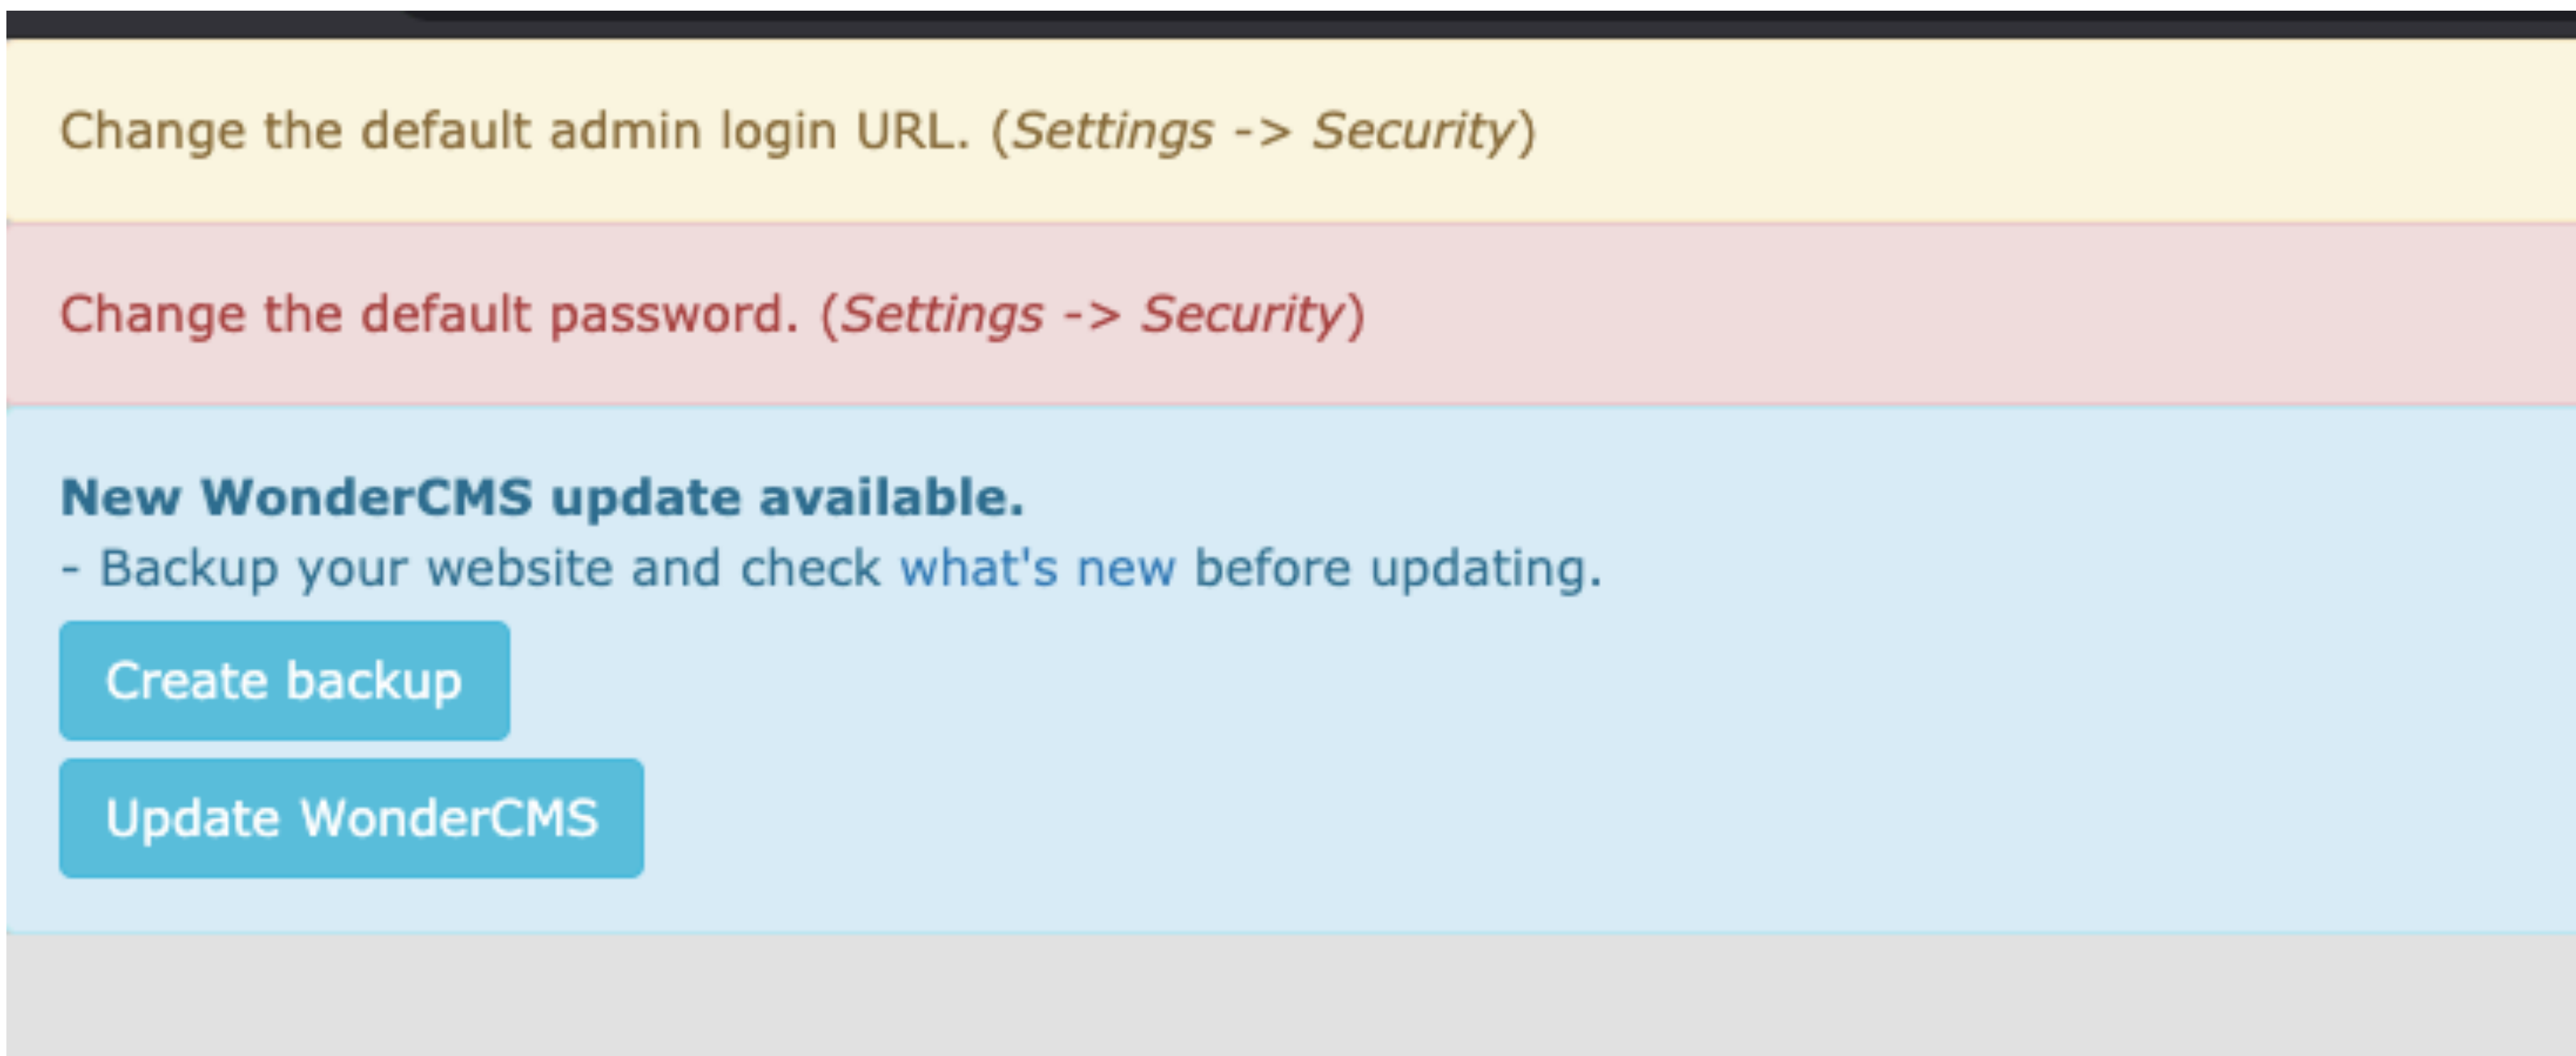 Change the default admin login URL. (Settings -> Security)
Change the default password. (Settings -> Security)
New WonderCMS update available.
- Backup your website and check what's new before updating.
Create backup
Update WonderCMS